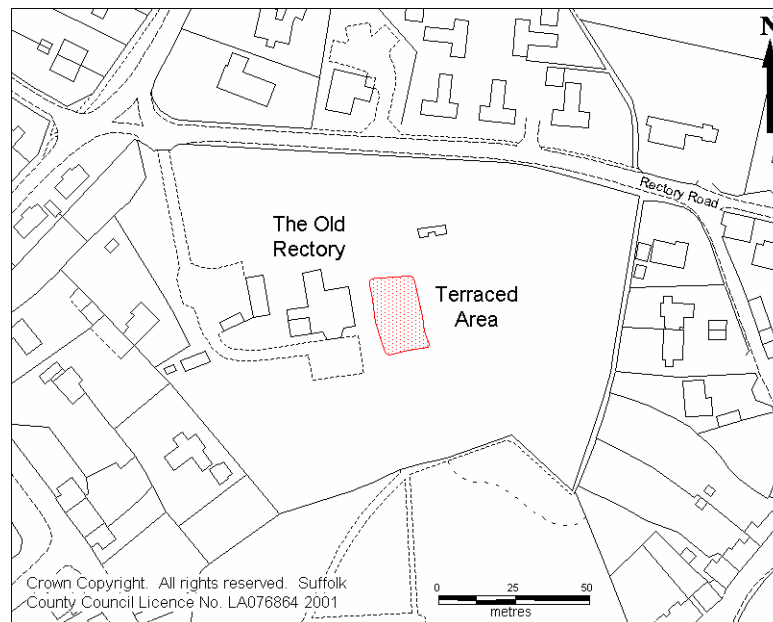 N
Rectory Road
The Old
Rectory
Terraced
Area
Crown Copyright. All rights reserved. Suffolk
County Council Licence No. LA076864 2001
0 25 50
metres